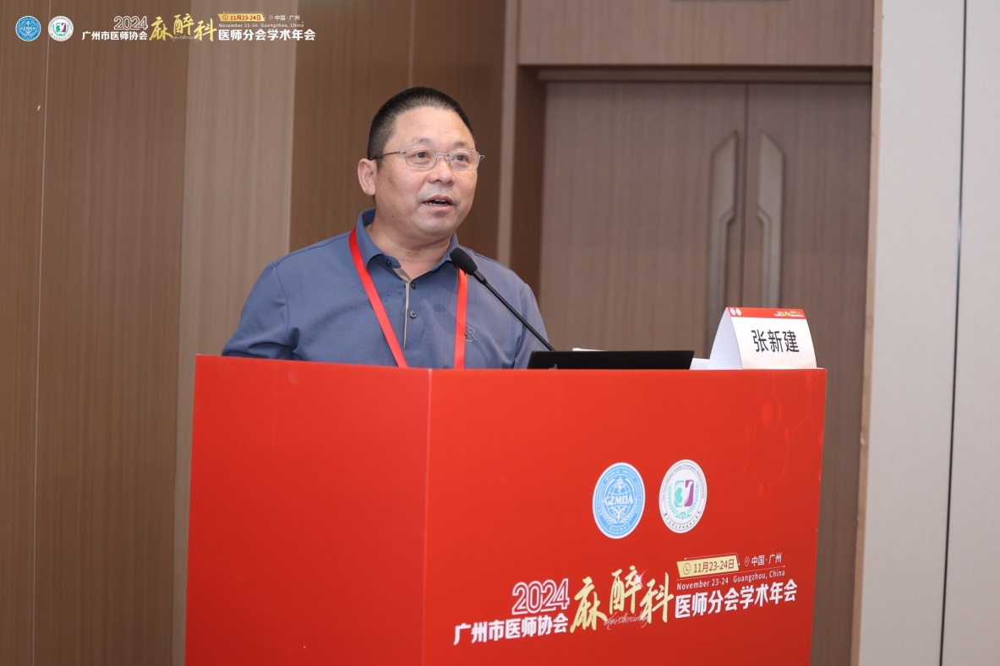 2024
广州市医师协会
麻醉科
11月23-24日
中国·广州
November 23-24 Guangzhou, China
医师分会学术年会
张新建
GZMDA
2024
广州市医师协会
麻醉科
11月23-24日
中国·广州
November 23-24 Guangzhou, China
医师分会学术年会